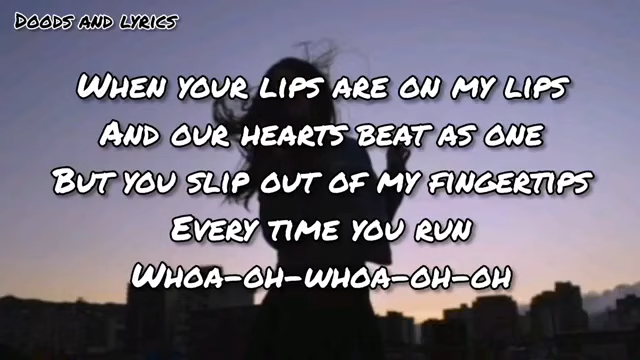 Doods and lyrics
When your lips are on my lips
And our hearts beat as one
But you slip out of my fingertips
Every time you run
Whoa-oh-whoa-oh-oh